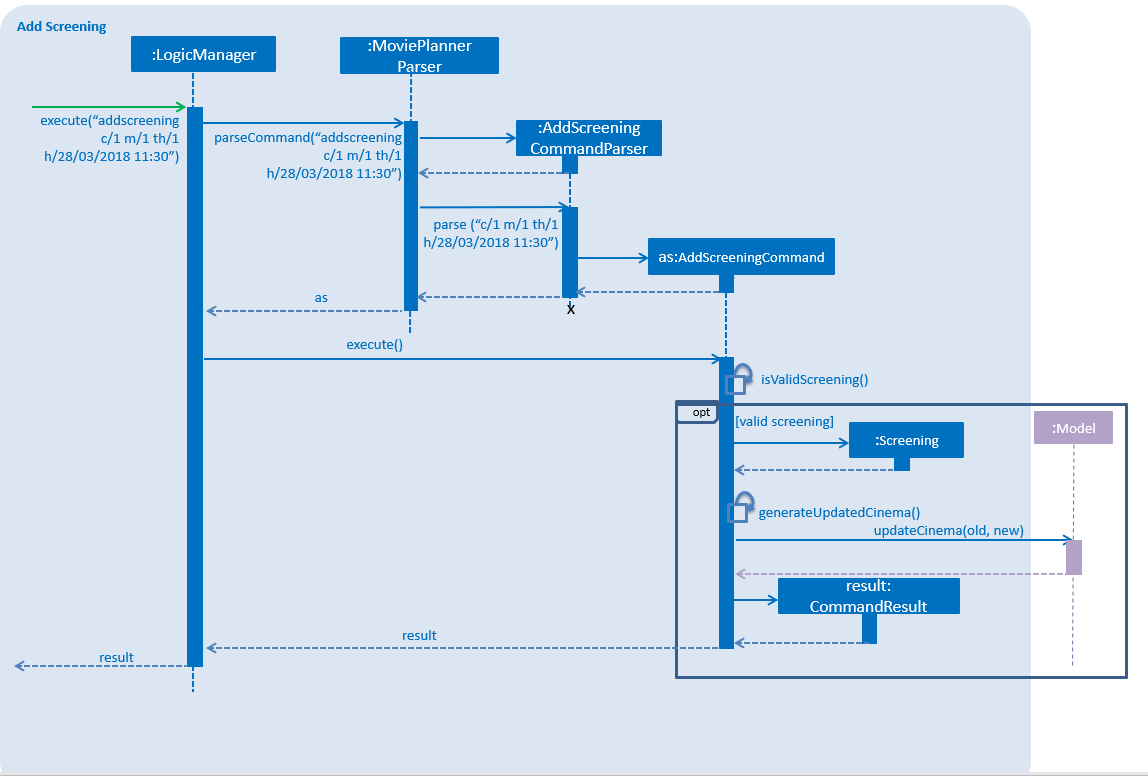 Add Screening
:LogicManager
:MoviePlanner
Parser
execute(“addscreening
c/1 m/1 th/1
h/28/03/2018 11:30”)
parseCommand(“addscreening
c/1 m/1 th/1
h/28/03/2018 11:30”)
:AddScreening
CommandParser
parse (“c/1 m/1 th/1
h/28/03/2018 11:30”)
as:AddScreeningCommand
as
X
execute()
isValidScreening()
opt
[valid screening]
:Screening
:Model
generateUpdatedCinema()
updateCinema(old, new)
result:
CommandResult
result
result